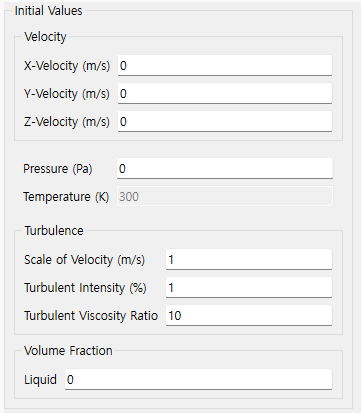 Initial Values
Velocity
X-Velocity (m/s) 0
Y-Velocity (m/s) 0
Z-Velocity (m/s) 0
Pressure (Pa) 0
Temperature (K) 300
Turbulence
Scale of Velocity (m/s) 1
Turbulent Intensity (%) 1
Turbulent Viscosity Ratio 10
Volume Fraction
Liquid 0